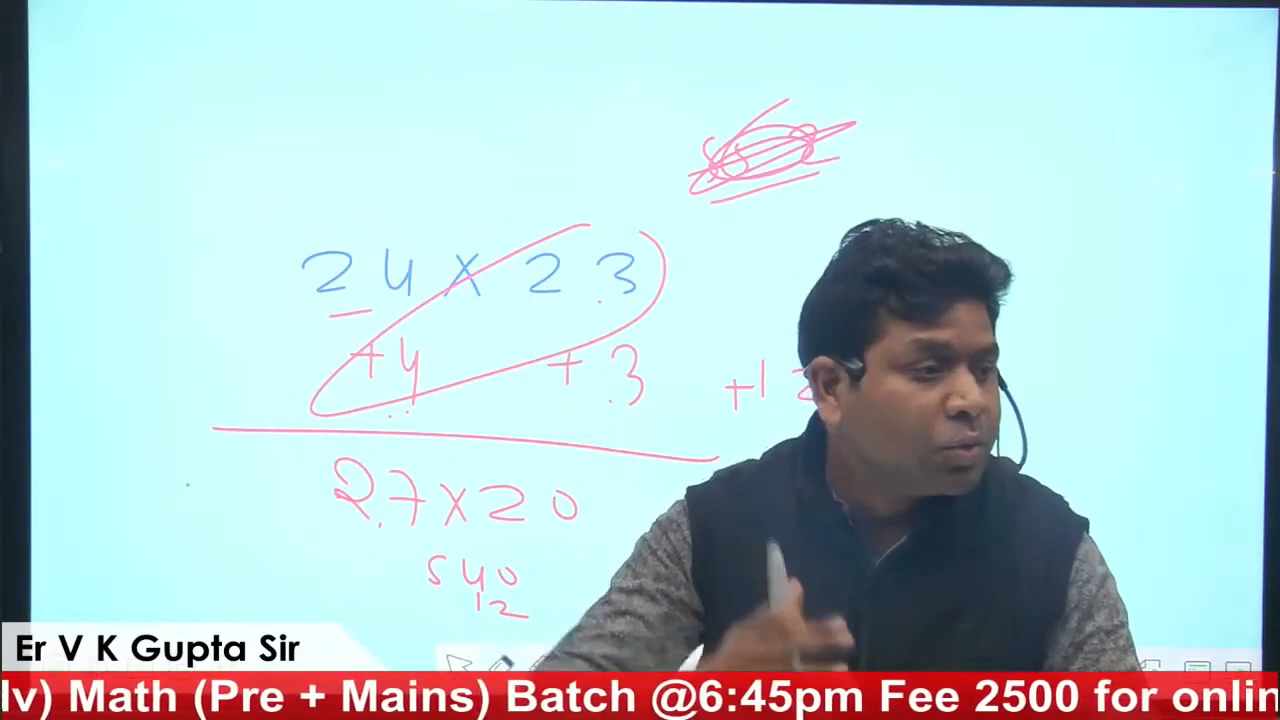 24 X 23
+4 + 3 +12
27 X 20
540
12
Er V K Gupta Sir
lv) Math (Pre + Mains) Batch @6:45pm Fee 2500 for onlin